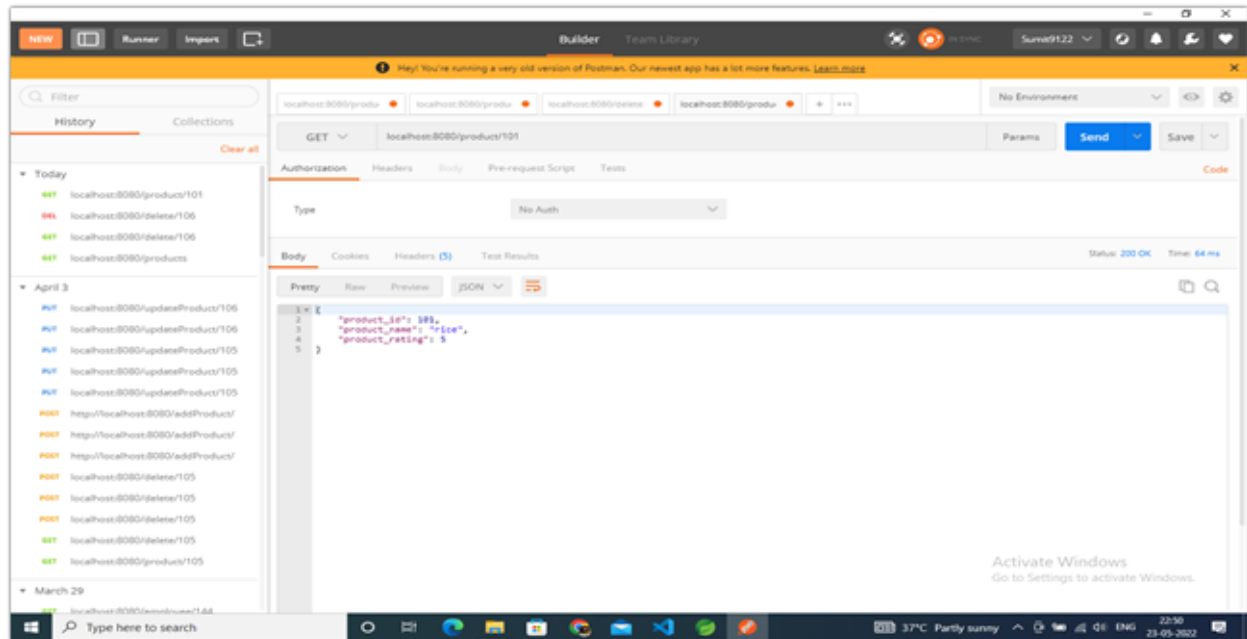 NEW Runner Import Builder Team Library IN SYNC Sumit9122
Hey! You're running a very old version of Postman. Our newest app has a lot more features. Learn more
Filter
History Collections
Clear all
Today
GET localhost:8080/product/101
DEL localhost:8080/delete/106
GET localhost:8080/delete/106
GET localhost:8080/products
April 3
PUT localhost:8080/updateProduct/106
PUT localhost:8080/updateProduct/106
PUT localhost:8080/updateProduct/105
PUT localhost:8080/updateProduct/105
PUT localhost:8080/updateProduct/105
POST http://localhost:8080/addProduct/
POST http://localhost:8080/addProduct/
POST http://localhost:8080/addProduct/
POST localhost:8080/delete/105
POST localhost:8080/delete/105
POST localhost:8080/delete/105
GET localhost:8080/delete/105
GET localhost:8080/product/105
March 29
GET localhost:8080/employee/144
localhost:8080/produ localhost:8080/produ localhost:8080/delete localhost:8080/produ + ••• No Environment
GET localhost:8080/product/101 Params Send Save
Authorization Headers Body Pre-request Script Tests Code
Type No Auth
Body Cookies Headers (5) Test Results Status: 200 OK Time: 64 ms
Pretty Raw Preview JSON
1 {
2 "product_id": 101,
3 "product_name": "rice",
4 "product_rating": 5
5 }
Activate Windows
Go to Settings to activate Windows.
Type here to search 37°C Partly sunny ENG 22:50
23-05-2022